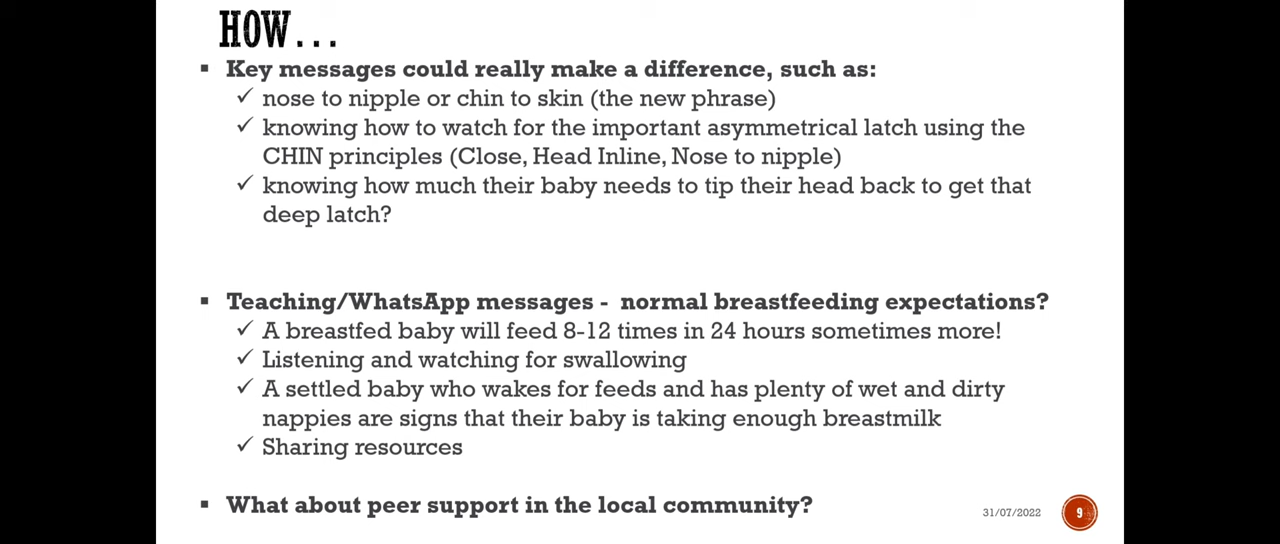 HOW...
▪ Key messages could really make a difference, such as:
✓ nose to nipple or chin to skin (the new phrase)
✓ knowing how to watch for the important asymmetrical latch using the
CHIN principles (Close, Head Inline, Nose to nipple)
✓ knowing how much their baby needs to tip their head back to get that
deep latch?
▪ Teaching/WhatsApp messages - normal breastfeeding expectations?
✓ A breastfed baby will feed 8-12 times in 24 hours sometimes more!
✓ Listening and watching for swallowing
✓ A settled baby who wakes for feeds and has plenty of wet and dirty
nappies are signs that their baby is taking enough breastmilk
✓ Sharing resources
▪ What about peer support in the local community?
31/07/2022
9